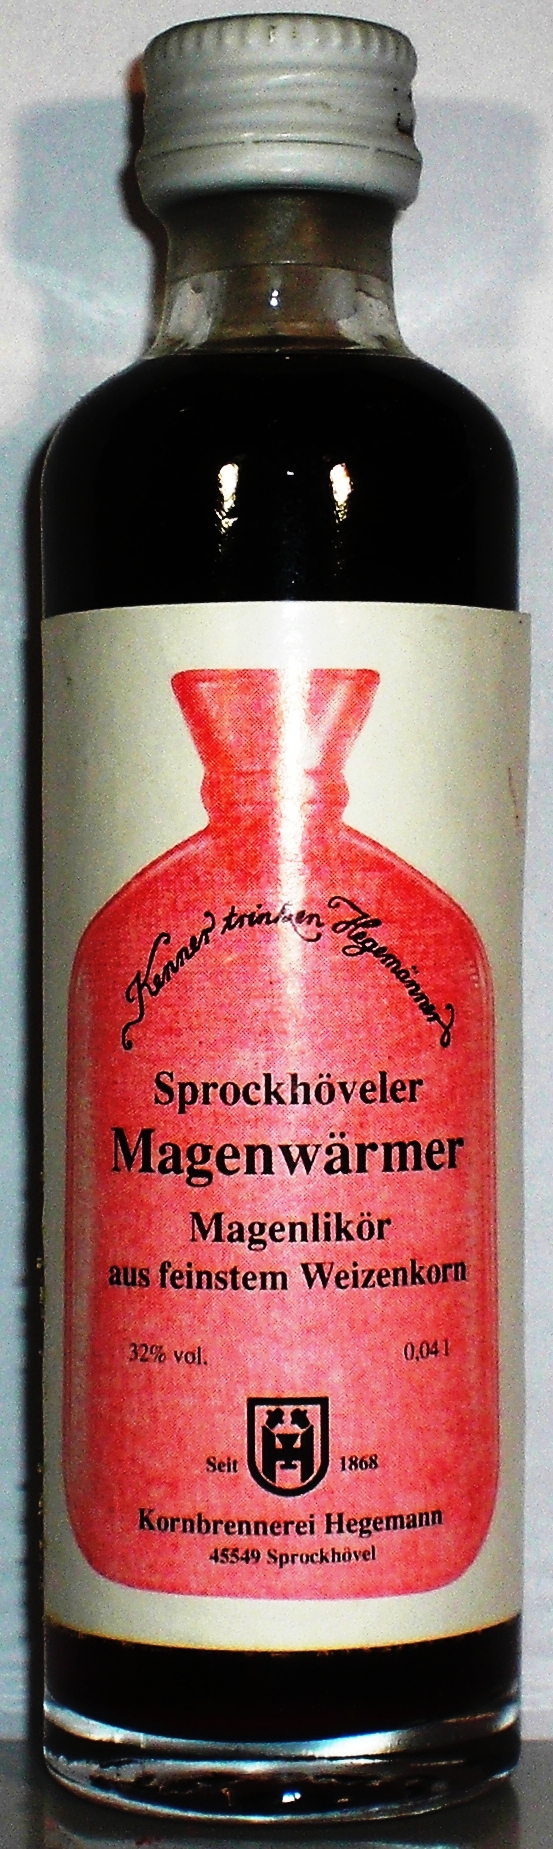 Kenner trinken Hegemänner
Sprockhöveler
Magenwärmer
Magenlikör
aus feinstem Weizenkorn
32% vol. 0,04 l
Seit 1868
Kornbrennerei Hegemann
45549 Sprockhövel